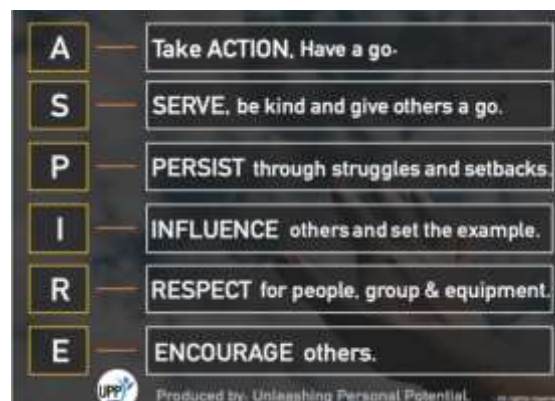 A Take ACTION, Have a go-
S SERVE, be kind and give others a go.
P PERSIST through struggles and setbacks.
I INFLUENCE others and set the example.
R RESPECT for people, group & equipment.
E ENCOURAGE others.
UPP Produced by- Unleashing Personal Potential.